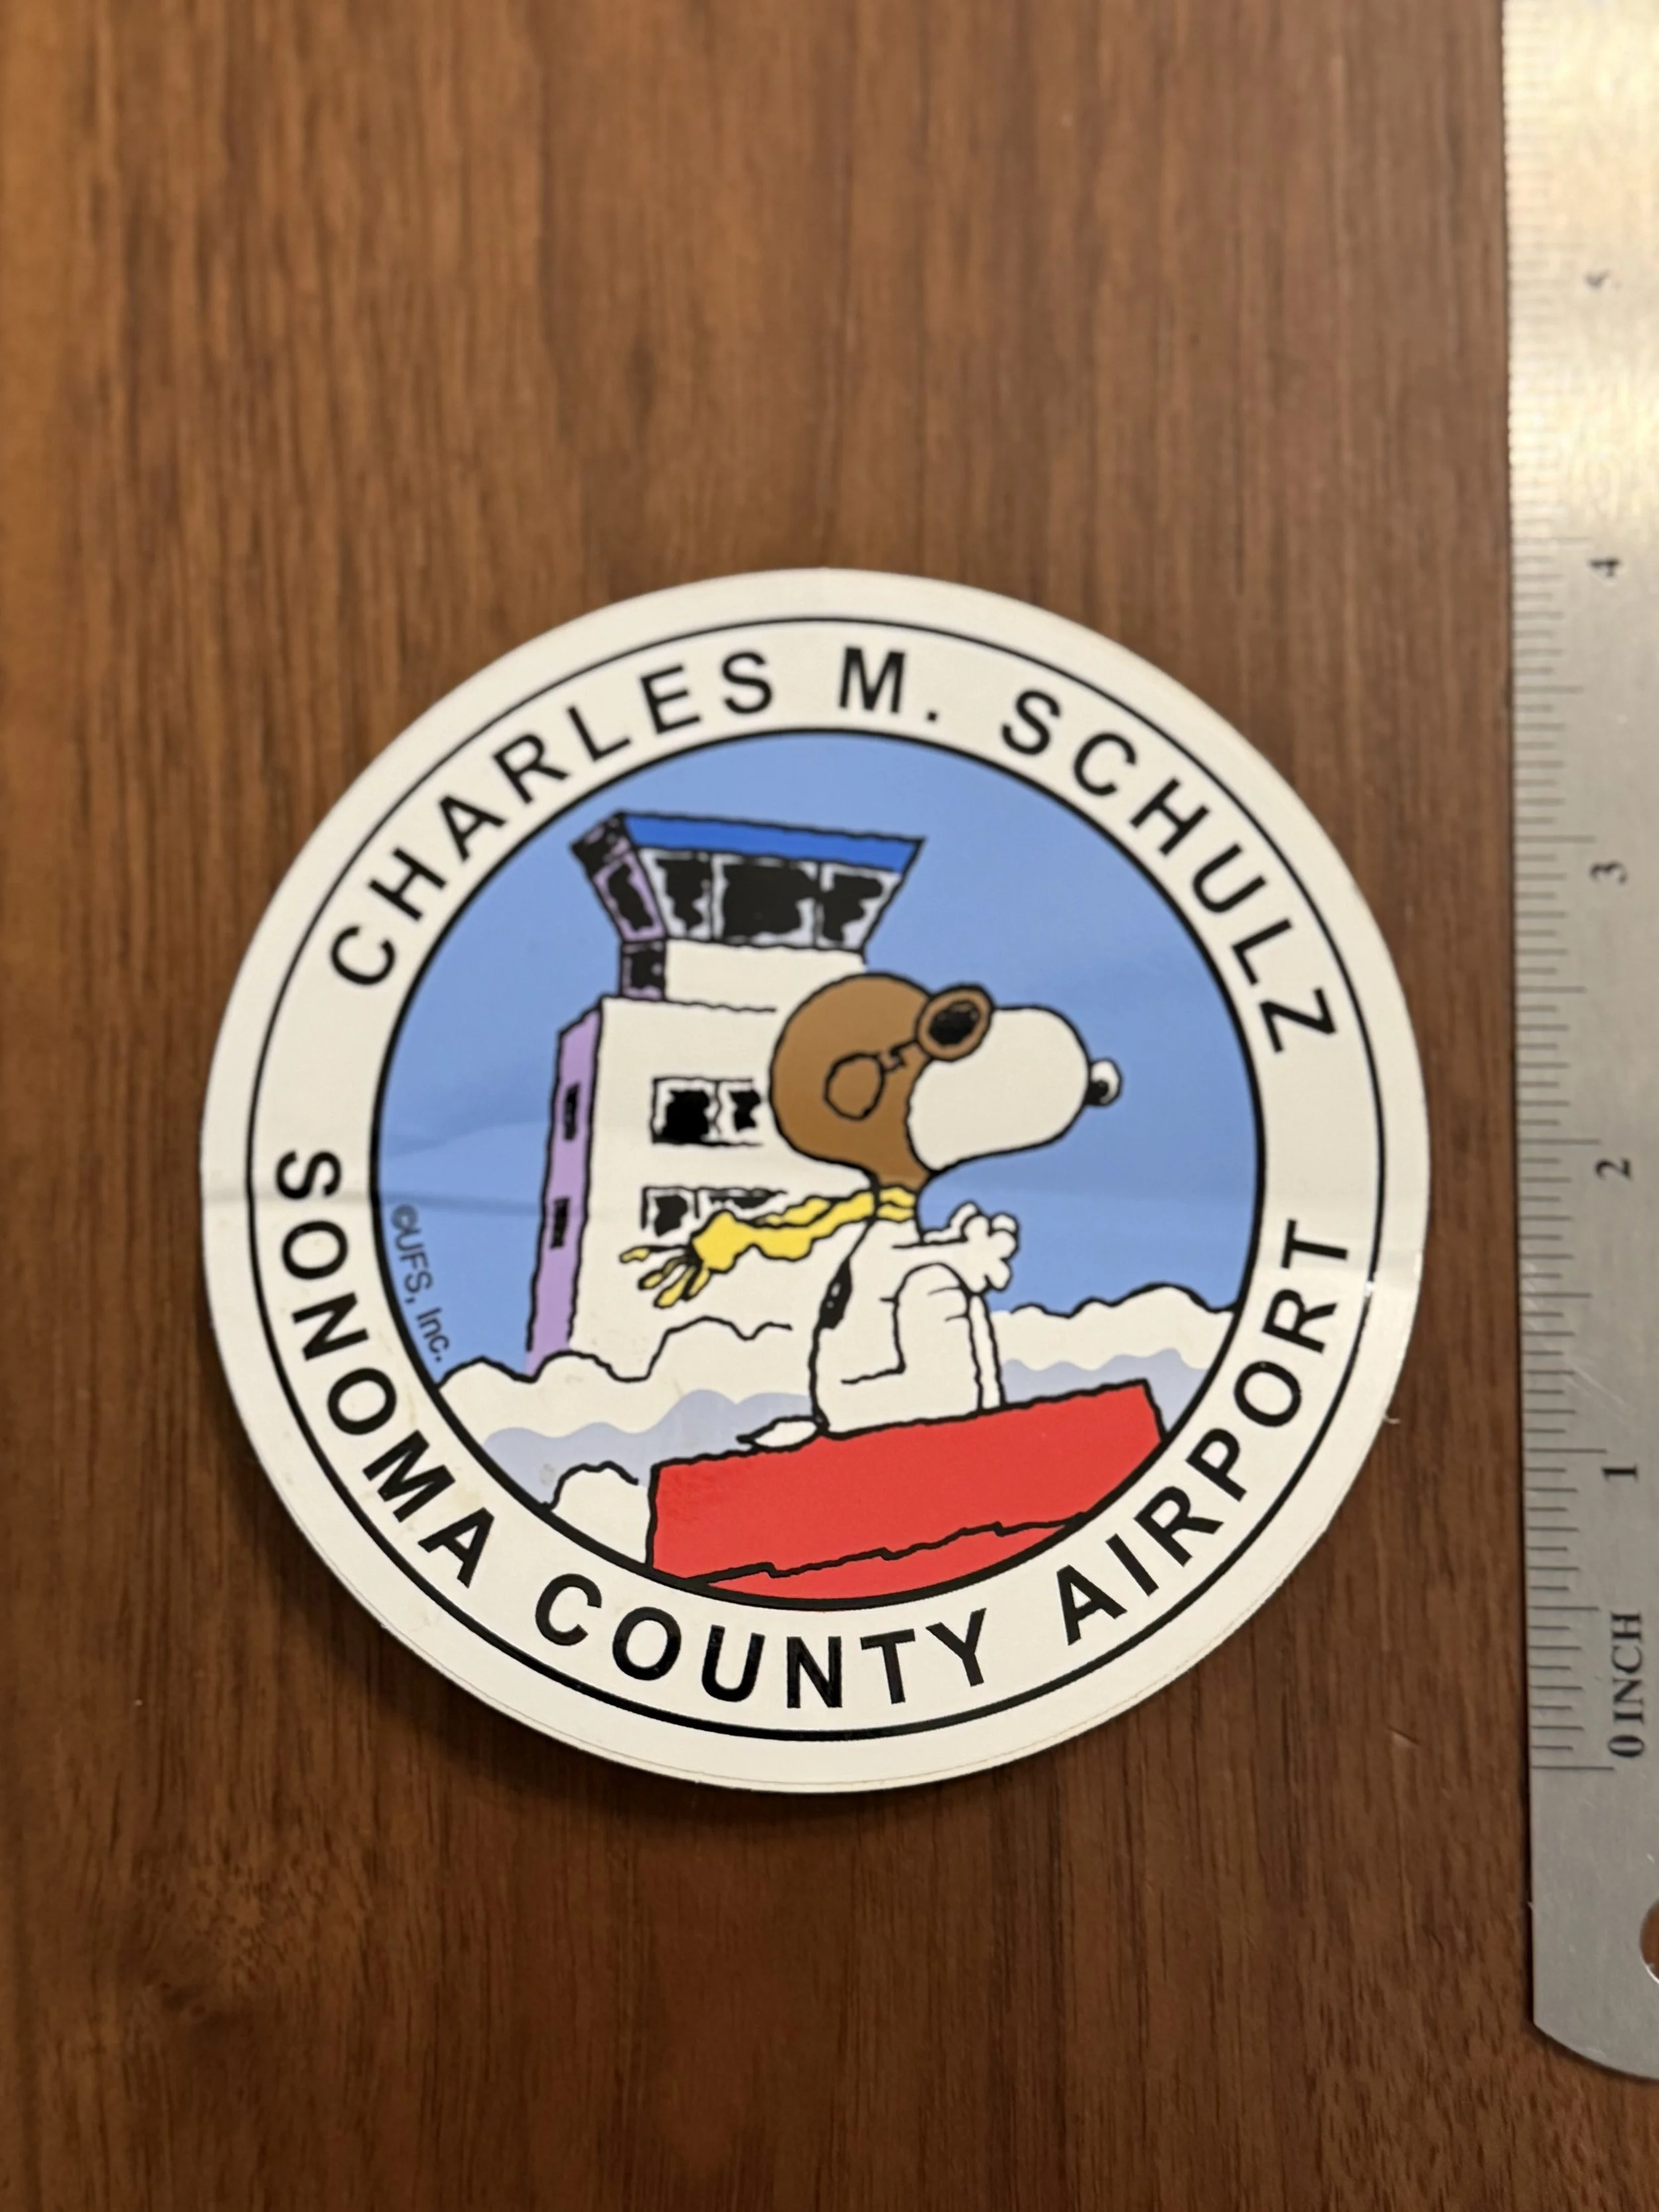 CHARLES M. SCHULZ
SONOMA COUNTY AIRPORT
©UFS, Inc.
4
3
2
1
0 INCH